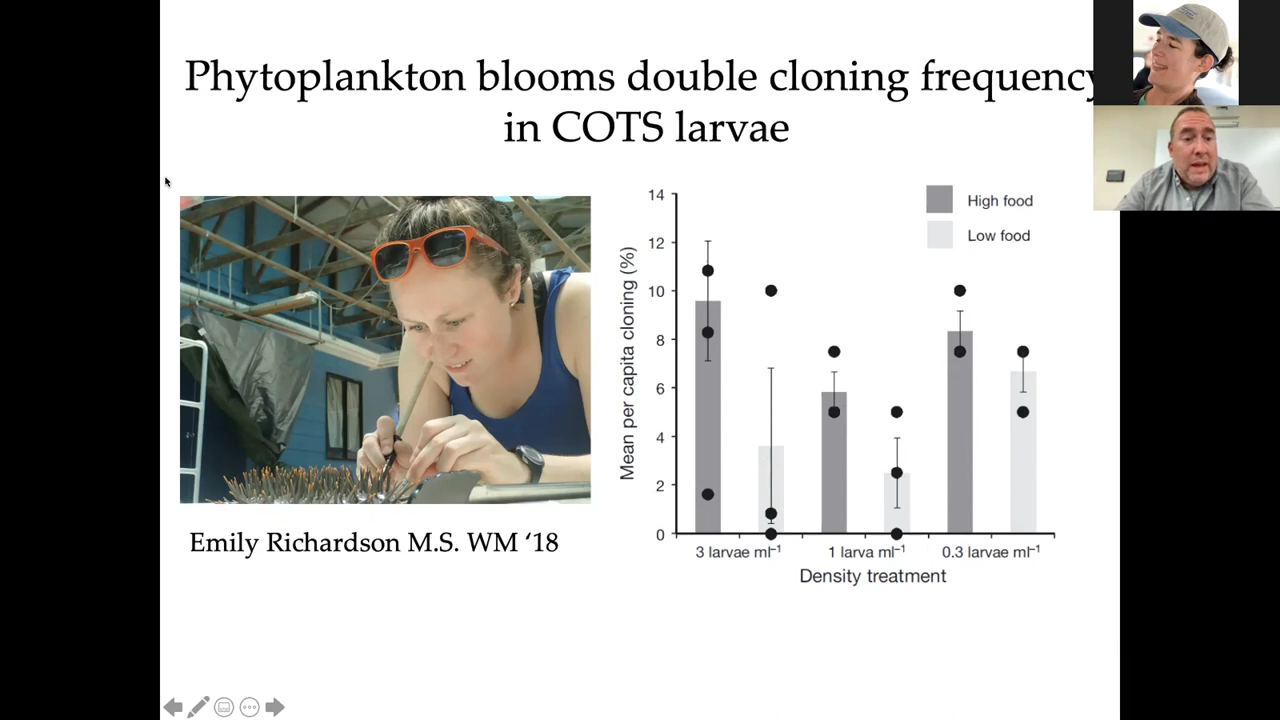 Phytoplankton blooms double cloning frequency
in COTS larvae
14
12
10
8
6
4
2
0
Mean per capita cloning (%)
High food
Low food
3 larvae ml⁻¹
1 larva ml⁻¹
0.3 larvae ml⁻¹
Density treatment
Emily Richardson M.S. WM ‘18